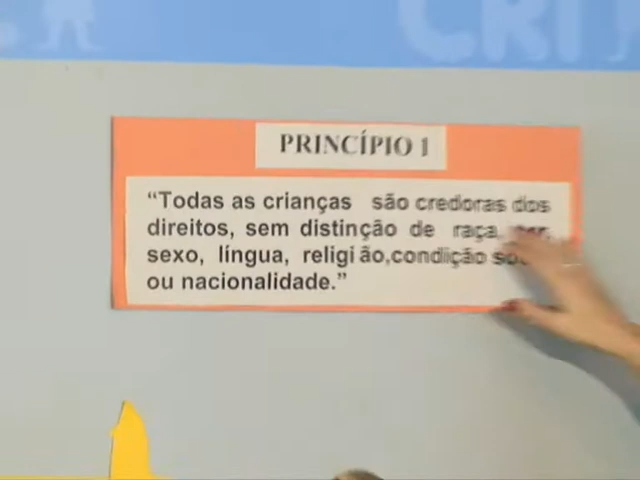 CRI
PRINCÍPIO 1
“Todas as crianças são credoras dos
direitos, sem distinção de raça,
sexo, língua, religi ão,condição
ou nacionalidade.”